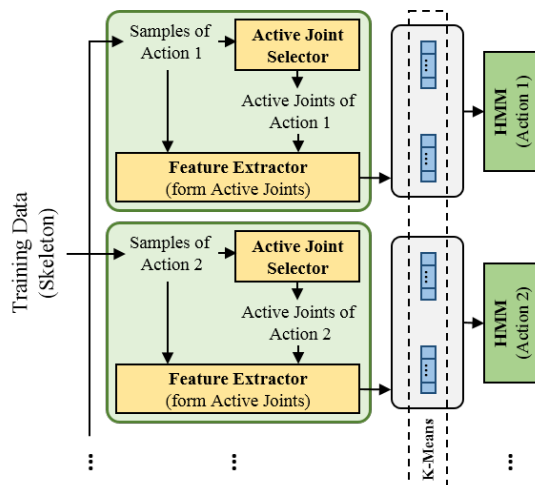 Training Data
(Skeleton)
Samples of
Action 1
Active Joint
Selector
Active Joints of
Action 1
Feature Extractor
(form Active Joints)
HMM
(Action 1)
Samples of
Action 2
Active Joint
Selector
Active Joints of
Action 2
Feature Extractor
(form Active Joints)
HMM
(Action 2)
K-Means